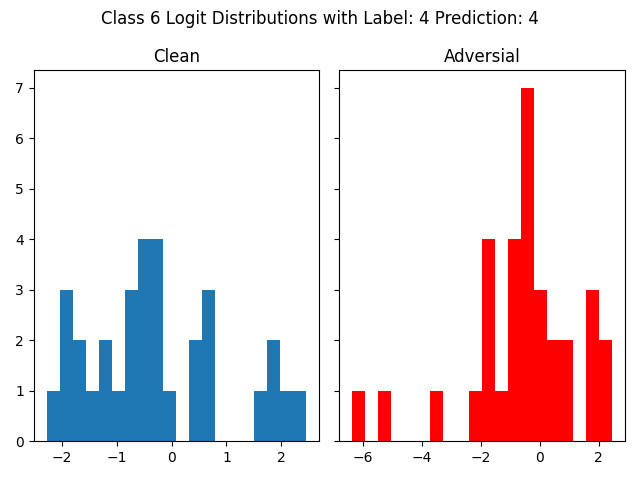 Class 6 Logit Distributions with Label: 4 Prediction: 4
Clean
Adversial
7
6
5
4
3
2
1
0
−2 −1 0 1 2
−6 −4 −2 0 2